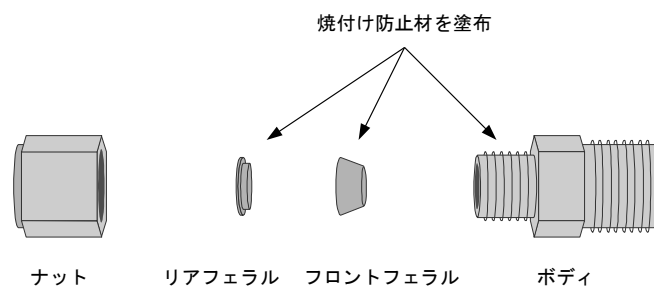 焼付け防止材を塗布
ナット
リアフェラル
フロントフェラル
ボディ